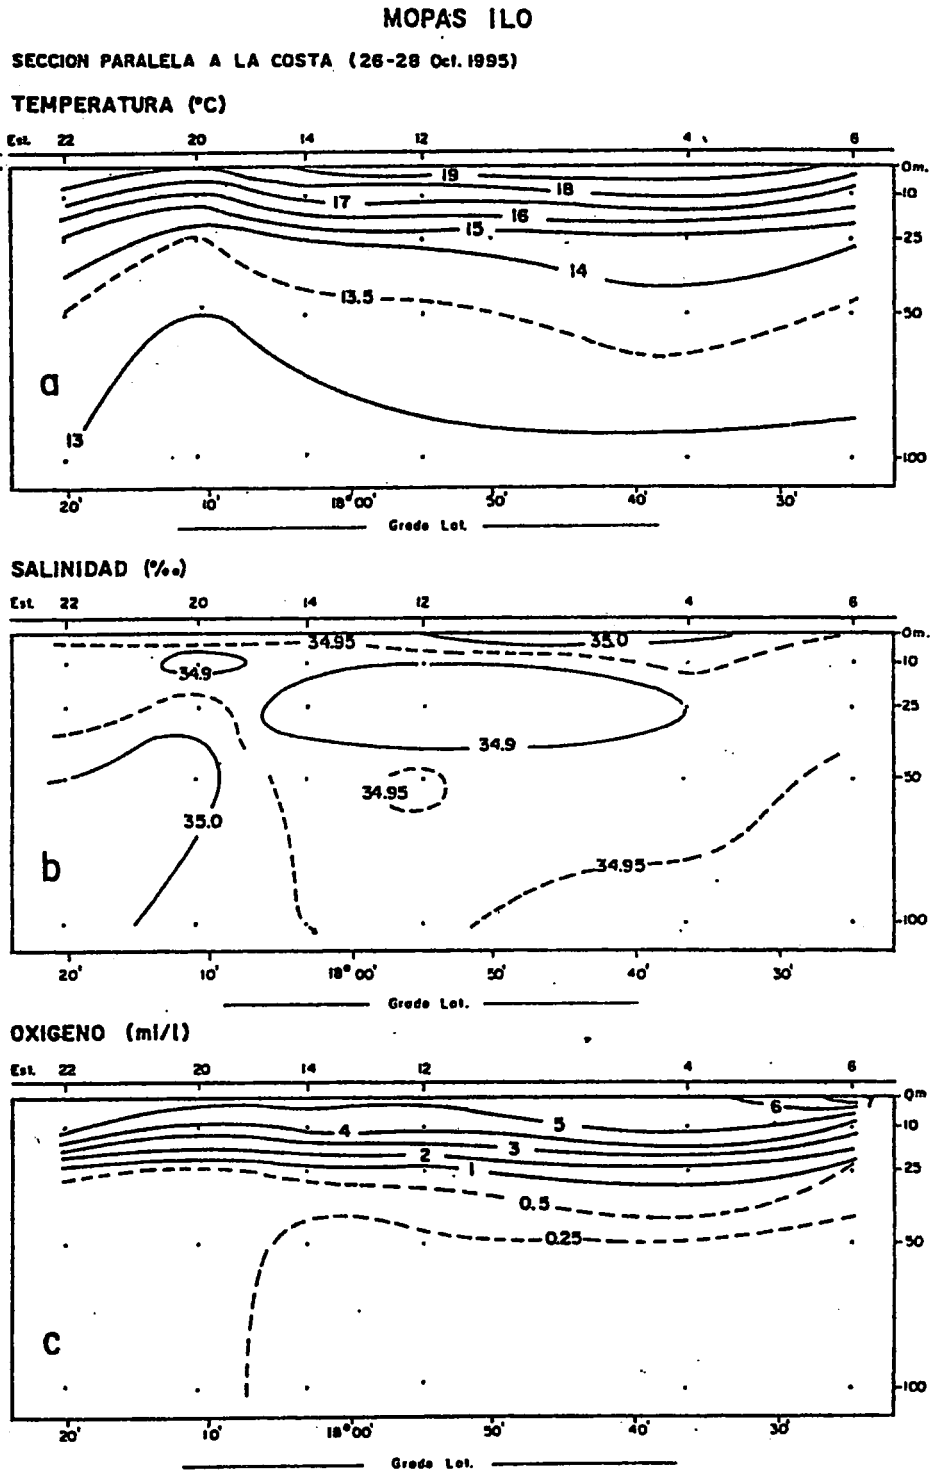 MOPAS ILO
SECCION PARALELA A LA COSTA (26-28 Oct. 1995)
TEMPERATURA (°C)
Est. 22 20 14 12 4 6
0m.
19
18
10
17
16
15
25
14
13.5
50
a
13
100
20' 10' 18°00' 50' 40' 30'
Grado Lat.
SALINIDAD (‰)
Est. 22 20 14 12 4 6
34.95 35.0 0m.
10
34.9
25
34.9
50
34.95
35.0
b
34.95
100
20' 10' 18°00' 50' 40' 30'
Grado Lat.
OXIGENO (ml/l)
Est. 22 20 14 12 4 6
0m
6 7
5 10
4
3
2
1 25
0.5
0.25 50
c
100
20' 10' 18°00' 50' 40' 30'
Grado Lat.